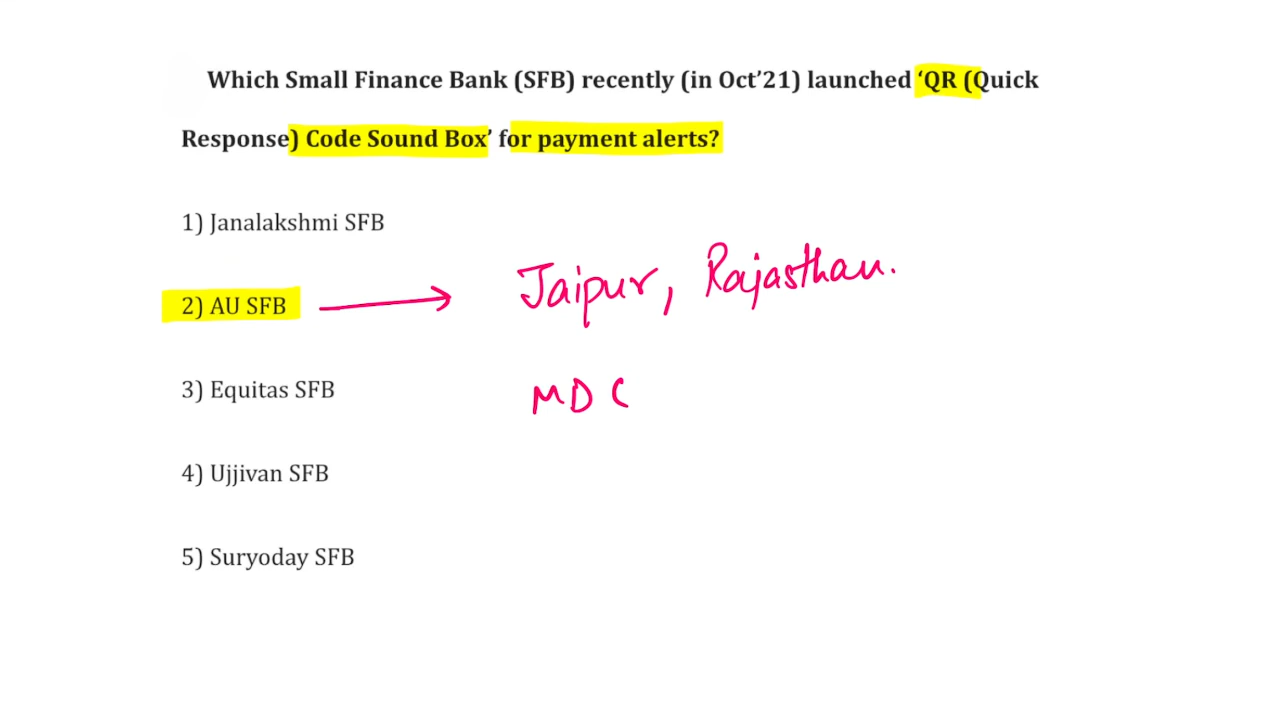 Which Small Finance Bank (SFB) recently (in Oct’21) launched ‘QR (Quick
Response) Code Sound Box’ for payment alerts?
1) Janalakshmi SFB
2) AU SFB
Jaipur, Rajasthan.
3) Equitas SFB
MDC
4) Ujjivan SFB
5) Suryoday SFB